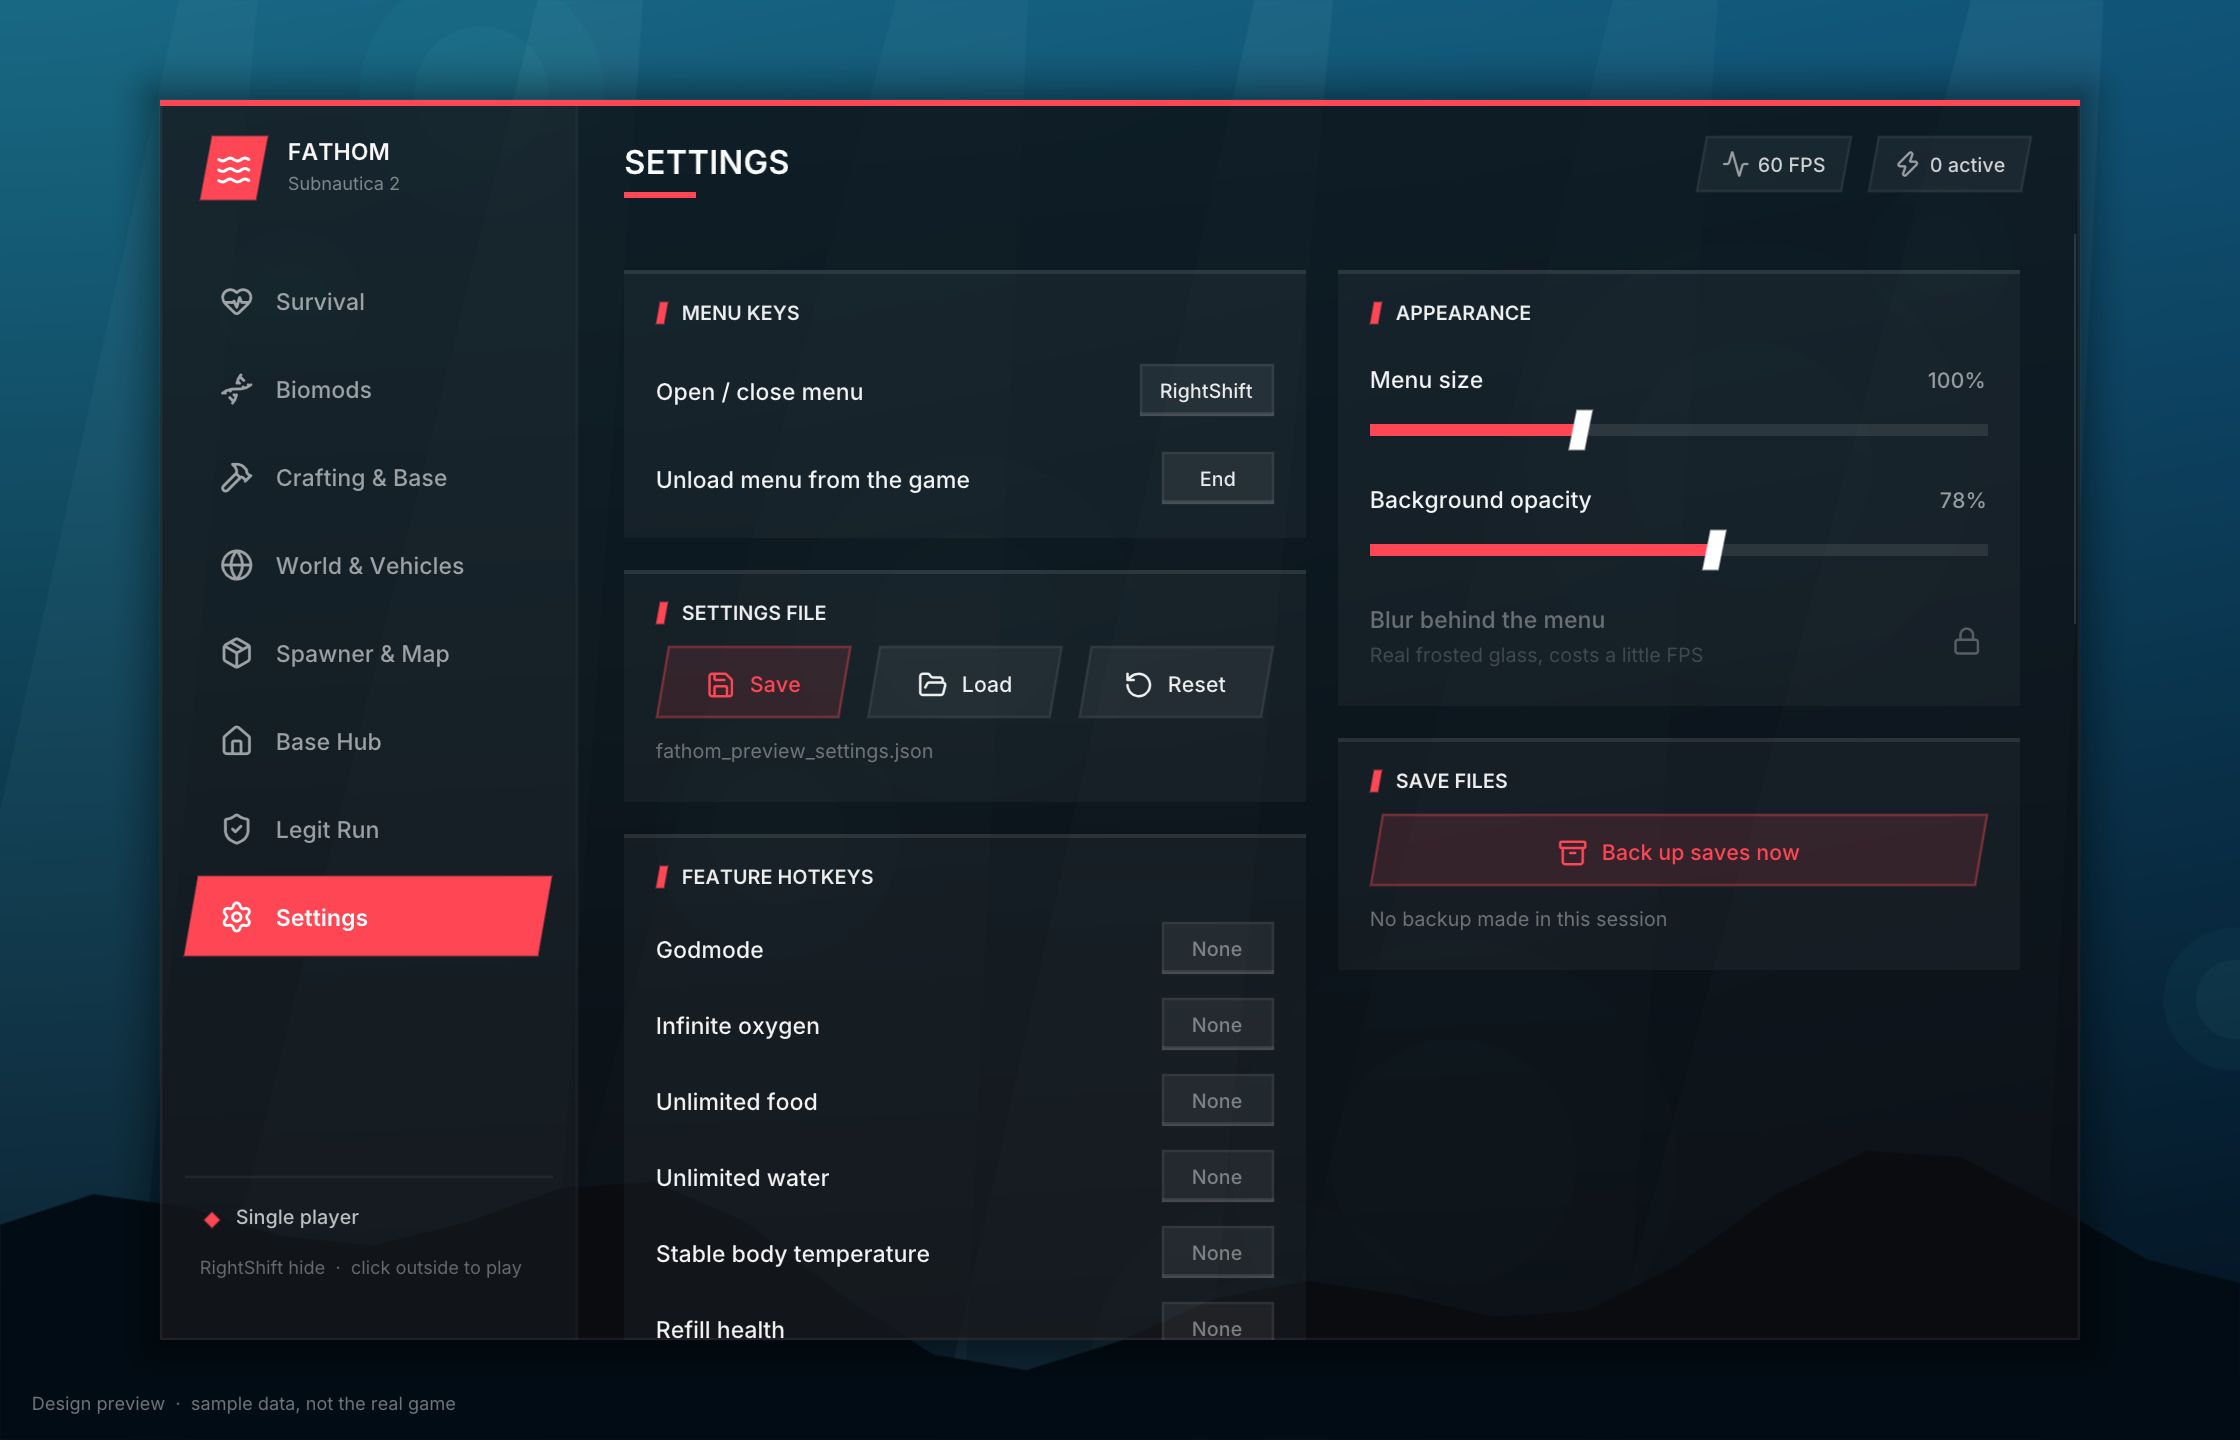 FATHOM
Subnautica 2
Survival
Biomods
Crafting & Base
World & Vehicles
Spawner & Map
Base Hub
Legit Run
Settings
Single player
RightShift hide · click outside to play
SETTINGS
60 FPS
0 active
MENU KEYS
Open / close menu
RightShift
Unload menu from the game
End
SETTINGS FILE
Save
Load
Reset
fathom_preview_settings.json
FEATURE HOTKEYS
Godmode
None
Infinite oxygen
None
Unlimited food
None
Unlimited water
None
Stable body temperature
None
Refill health
None
APPEARANCE
Menu size
100%
Background opacity
78%
Blur behind the menu
Real frosted glass, costs a little FPS
SAVE FILES
Back up saves now
No backup made in this session
Design preview · sample data, not the real game